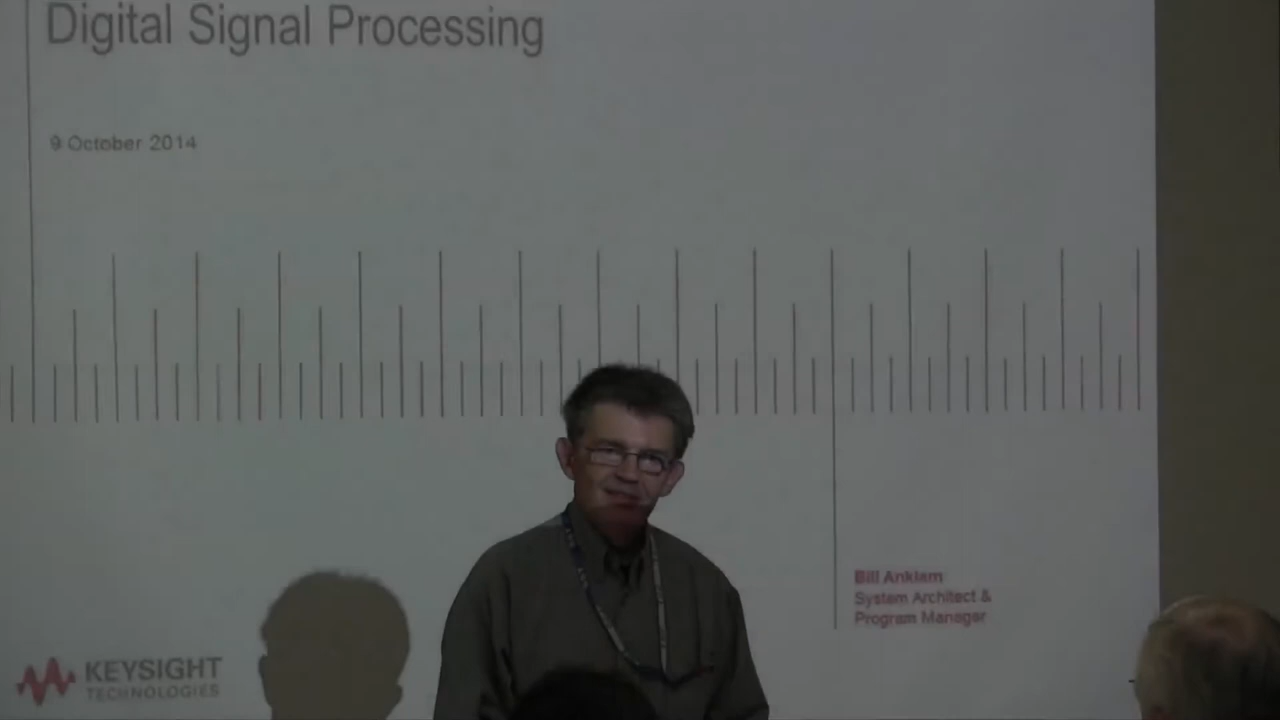 Digital Signal Processing
9 October 2014
Bill Anklam
System Architect &
Program Manager
KEYSIGHT
TECHNOLOGIES